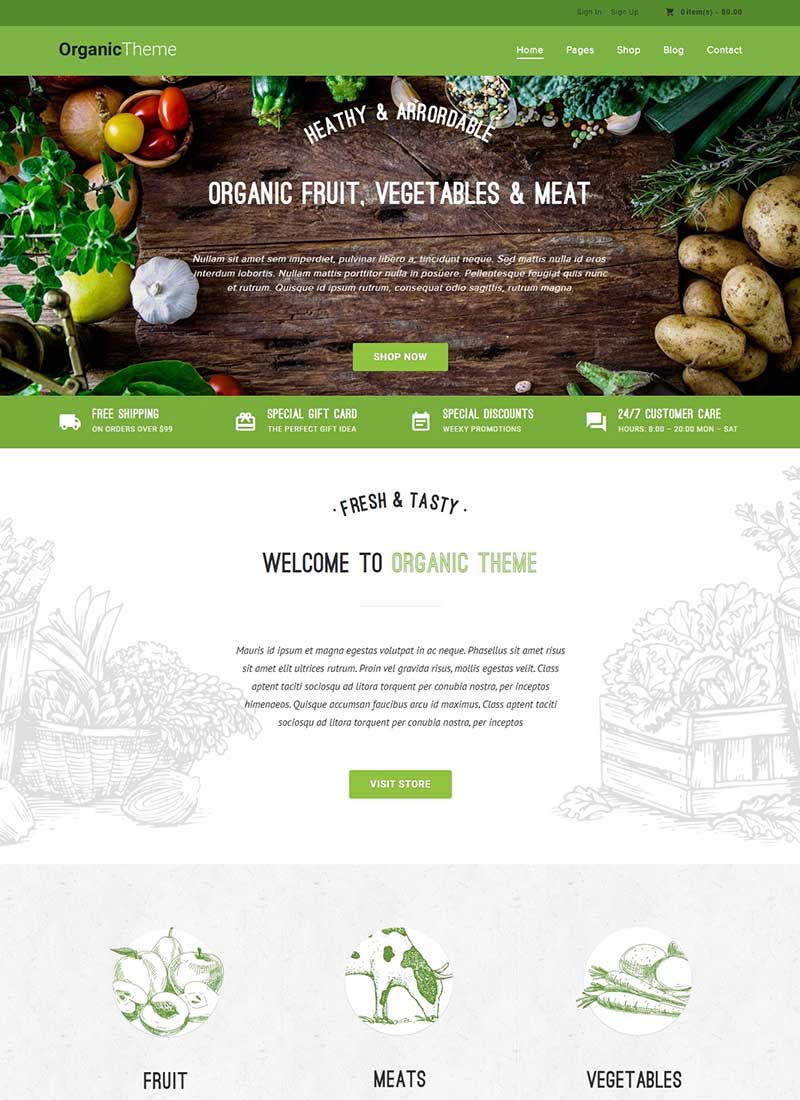 Sign In Sign Up 0 item(s) - $0.00
OrganicTheme
Home Pages Shop Blog Contact
HEATHY & ARRORDABLE
ORGANIC FRUIT, VEGETABLES & MEAT
Nullam sit amet sem imperdiet, pulvinar libero a, tincidunt neque. Sed mattis nulla id eros
interdum lobortis. Nullam mattis porttitor nulla in posuere. Pellentesque feugiat quis nunc
et rutrum. Quisque id ipsum rutrum, consequat odio sagittis, rutrum magna.
SHOP NOW
FREE SHIPPING
ON ORDERS OVER $99
SPECIAL GIFT CARD
THE PERFECT GIFT IDEA
SPECIAL DISCOUNTS
WEEKY PROMOTIONS
24/7 CUSTOMER CARE
HOURS: 8:00 – 20:00 MON – SAT
· FRESH & TASTY ·
WELCOME TO ORGANIC THEME
Mauris id ipsum et magna egestas volutpat in ac neque. Phasellus sit amet risus
sit amet elit ultrices rutrum. Proin vel gravida risus, mollis egestas velit. Class
aptent taciti sociosqu ad litora torquent per conubia nostra, per inceptos
himenaeos. Quisque accumsan faucibus arcu id maximus. Class aptent taciti
sociosqu ad litora torquent per conubia nostra, per inceptos
VISIT STORE
FRUIT
MEATS
VEGETABLES